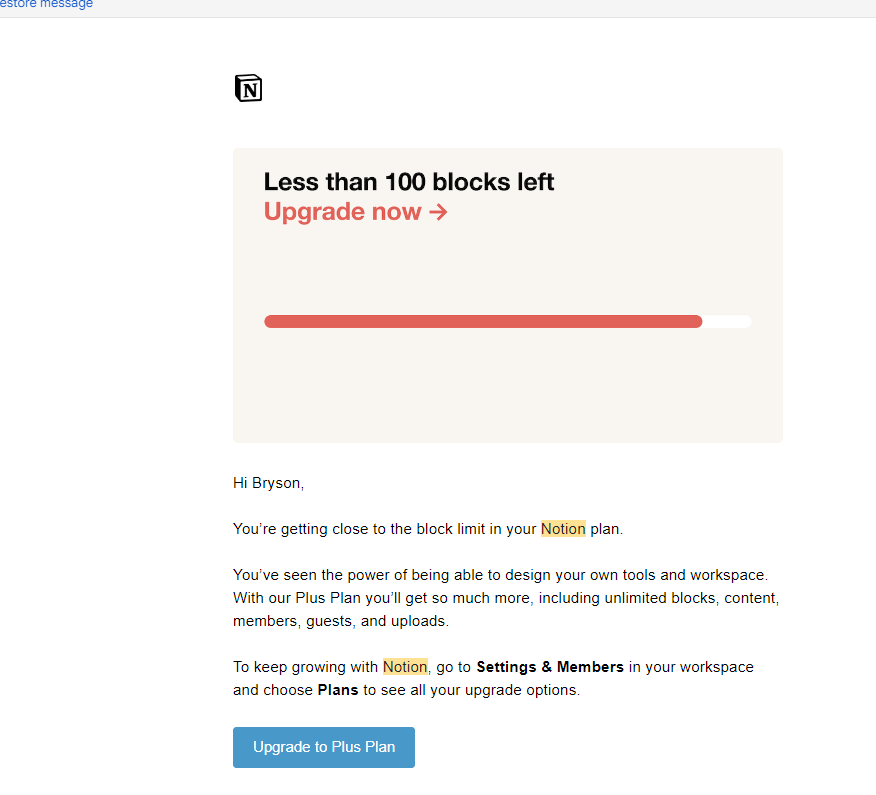 estore message
N
Less than 100 blocks left
Upgrade now →
Hi Bryson,
You’re getting close to the block limit in your Notion plan.
You’ve seen the power of being able to design your own tools and workspace.
With our Plus Plan you’ll get so much more, including unlimited blocks, content,
members, guests, and uploads.
To keep growing with Notion, go to Settings & Members in your workspace
and choose Plans to see all your upgrade options.
Upgrade to Plus Plan